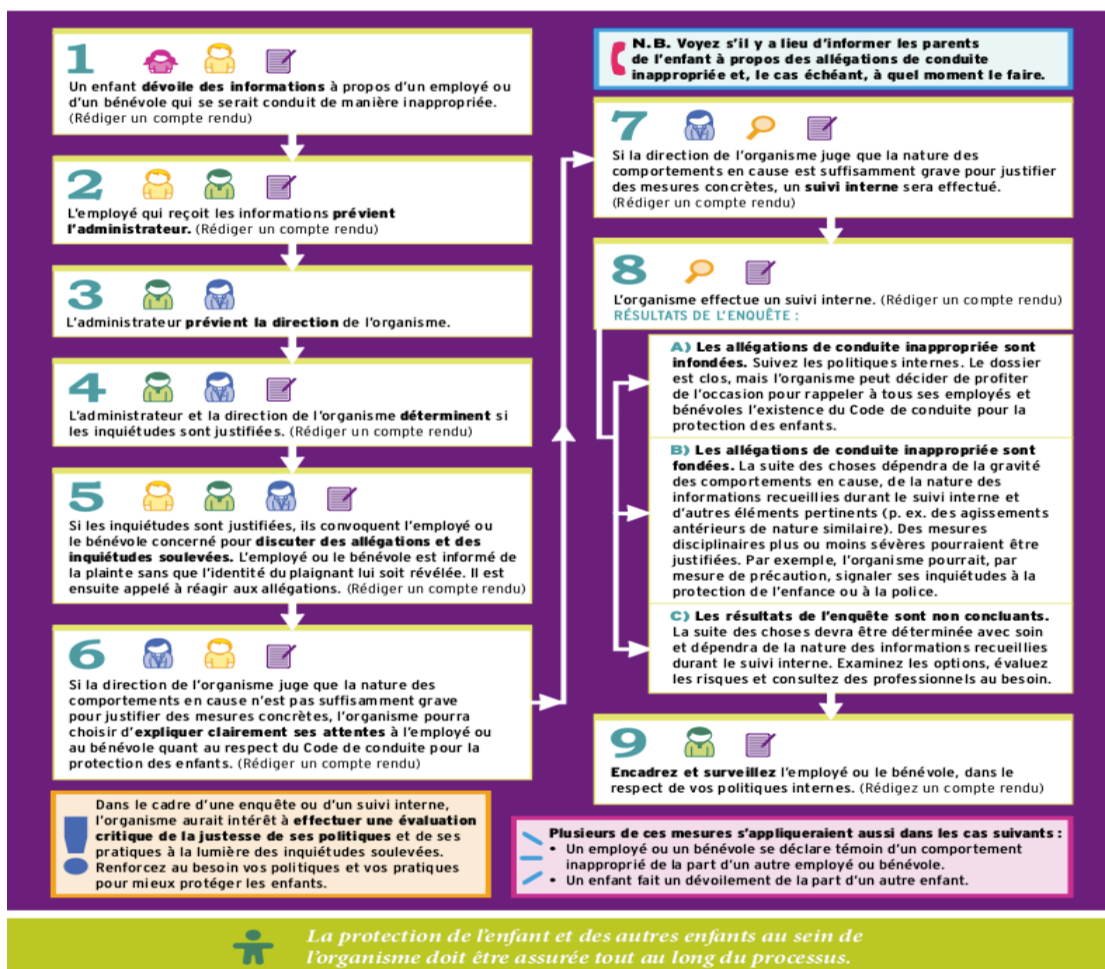 1
Un enfant dévoile des informations à propos d'un employé ou
d'un bénévole qui se serait conduit de manière inappropriée.
(Rédiger un compte rendu)
2
L'employé qui reçoit les informations prévient
l'administrateur. (Rédiger un compte rendu)
3
L'administrateur prévient la direction de l'organisme.
4
L'administrateur et la direction de l'organisme déterminent si
les inquiétudes sont justifiées. (Rédiger un compte rendu)
5
Si les inquiétudes sont justifiées, ils convoquent l'employé ou
le bénévole concerné pour discuter des allégations et des
inquiétudes soulevées. L'employé ou le bénévole est informé de
la plainte sans que l'identité du plaignant lui soit révélée. Il est
ensuite appelé à réagir aux allégations. (Rédiger un compte rendu)
6
Si la direction de l'organisme juge que la nature des
comportements en cause n'est pas suffisamment grave
pour justifier des mesures concrètes, l'organisme pourra
choisir d'expliquer clairement ses attentes à l'employé ou
au bénévole quant au respect du Code de conduite pour la
protection des enfants. (Rédiger un compte rendu)
! Dans le cadre d'une enquête ou d'un suivi interne,
l'organisme aurait intérêt à effectuer une évaluation
critique de la justesse de ses politiques et de ses
pratiques à la lumière des inquiétudes soulevées.
Renforcez au besoin vos politiques et vos pratiques
pour mieux protéger les enfants.
N.B. Voyez s'il y a lieu d'informer les parents
de l'enfant à propos des allégations de conduite
inappropriée et, le cas échéant, à quel moment le faire.
7
Si la direction de l'organisme juge que la nature des
comportements en cause est suffisamment grave pour justifier
des mesures concrètes, un suivi interne sera effectué.
(Rédiger un compte rendu)
8
L'organisme effectue un suivi interne. (Rédiger un compte rendu)
RÉSULTATS DE L'ENQUÊTE :
A) Les allégations de conduite inappropriée sont
infondées. Suivez les politiques internes. Le dossier
est clos, mais l'organisme peut décider de profiter
de l'occasion pour rappeler à tous ses employés et
bénévoles l'existence du Code de conduite pour la
protection des enfants.
B) Les allégations de conduite inappropriée sont
fondées. La suite des choses dépendra de la gravité
des comportements en cause, de la nature des
informations recueillies durant le suivi interne et
d'autres éléments pertinents (p. ex. des agissements
antérieurs de nature similaire). Des mesures
disciplinaires plus ou moins sévères pourraient être
justifiées. Par exemple, l'organisme pourrait, par
mesure de précaution, signaler ses inquiétudes à la
protection de l'enfance ou à la police.
C) Les résultats de l'enquête sont non concluants.
La suite des choses devra être déterminée avec soin
et dépendra de la nature des informations recueillies
durant le suivi interne. Examinez les options, évaluez
les risques et consultez des professionnels au besoin.
9
Encadrez et surveillez l'employé ou le bénévole, dans le
respect de vos politiques internes. (Rédigez un compte rendu)
Plusieurs de ces mesures s'appliqueraient aussi dans les cas suivants :
• Un employé ou un bénévole se déclare témoin d'un comportement
inapproprié de la part d'un autre employé ou bénévole.
• Un enfant fait un dévoilement de la part d'un autre enfant.
La protection de l'enfant et des autres enfants au sein de
l'organisme doit être assurée tout au long du processus.